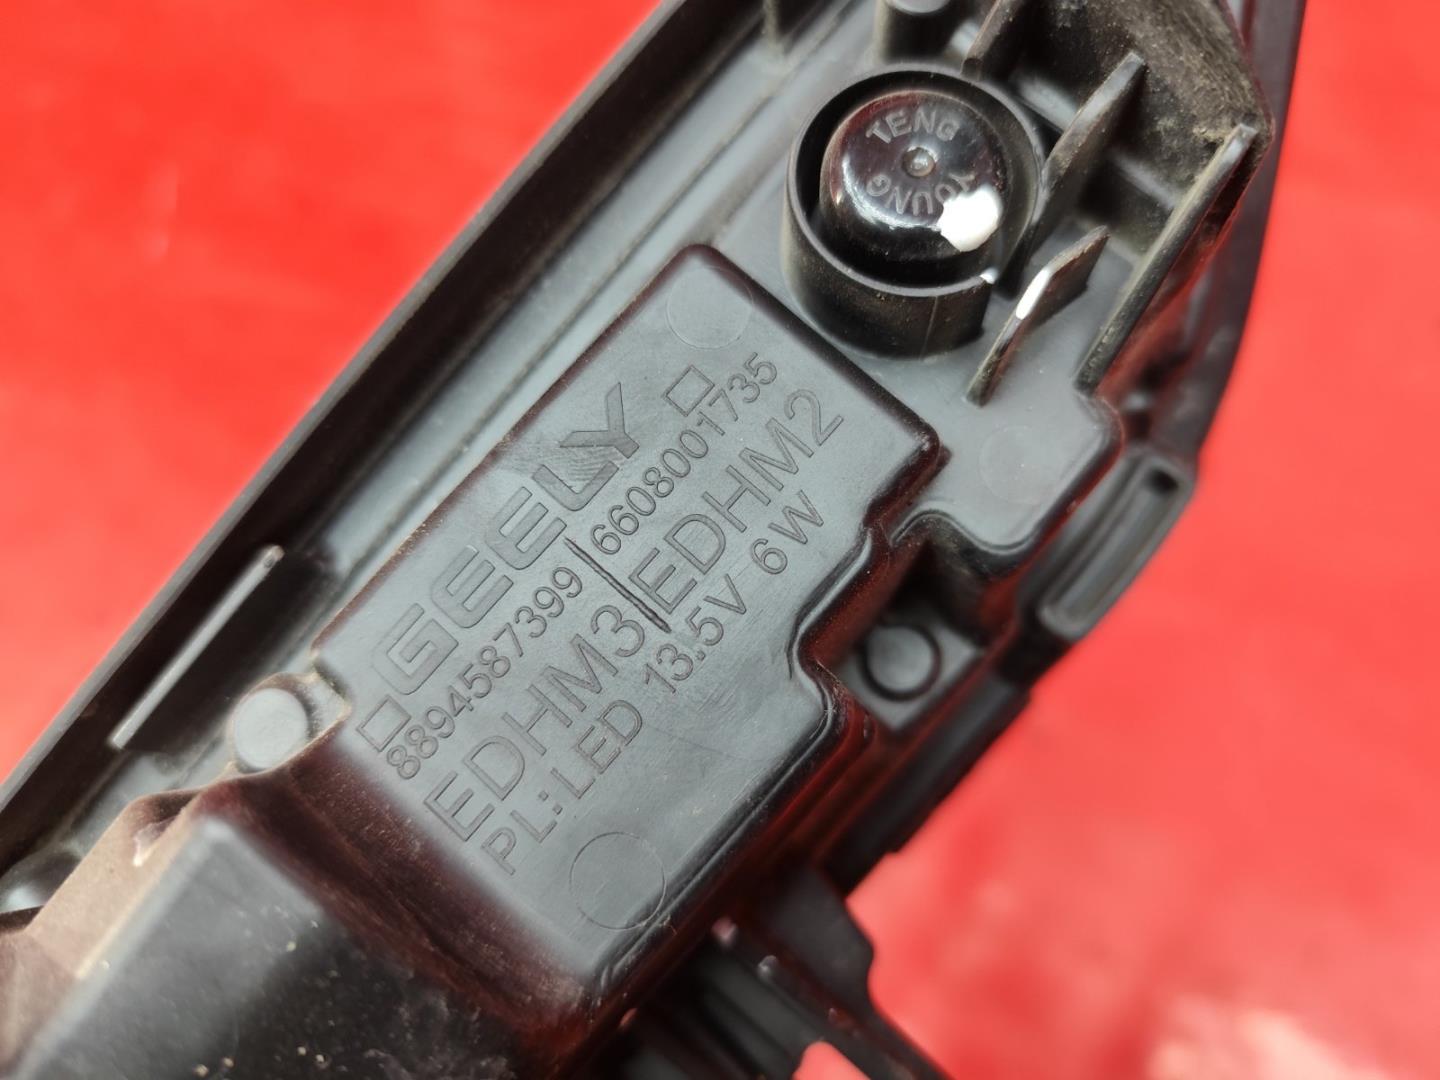 TENG
YOUNG
□GEELY □
8894587399 6608001735
EDHM3 EDHM2
PL:LED 13.5V 6W